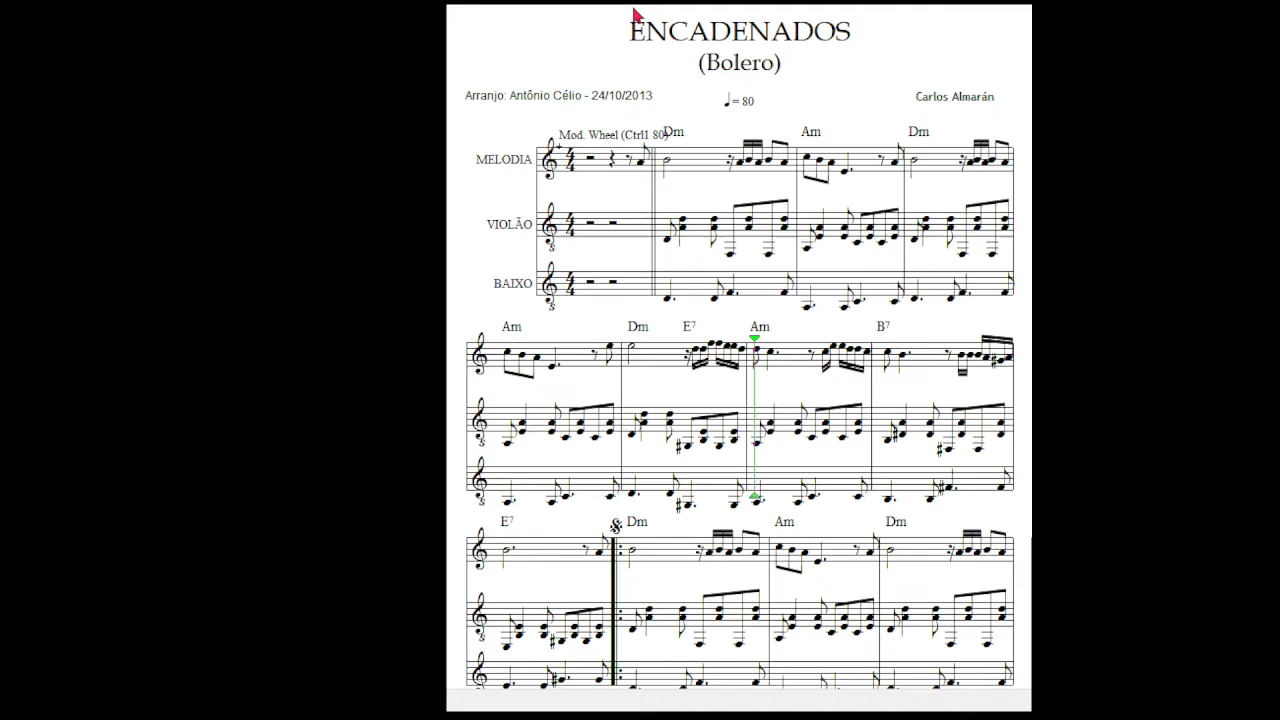 ENCADENADOS
(Bolero)
Arranjo: Antônio Célio - 24/10/2013
♩ = 80
Carlos Almarán
Mod. Wheel (Ctrl1 80)
Dm Am Dm
MELODIA
VIOLÃO
BAIXO
Am Dm E7 Am B7
E7 Dm Am Dm